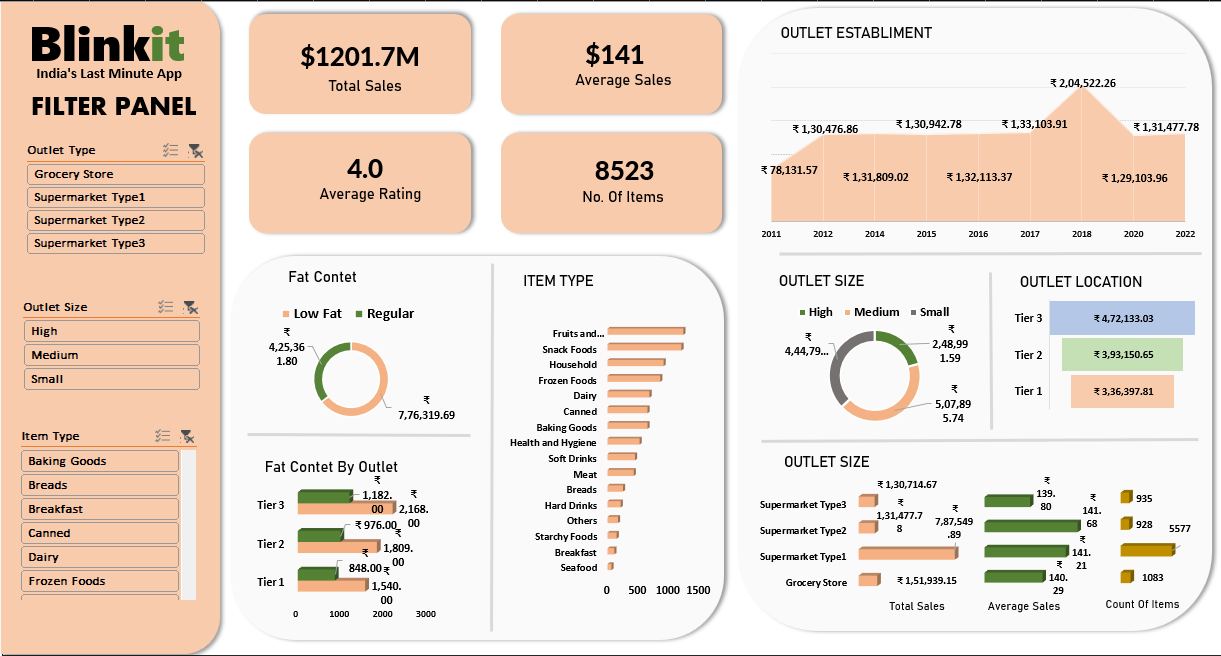 Blinkit
India's Last Minute App
FILTER PANEL
Outlet Type
Grocery Store
Supermarket Type1
Supermarket Type2
Supermarket Type3
Outlet Size
High
Medium
Small
Item Type
Baking Goods
Breads
Breakfast
Canned
Dairy
Frozen Foods
$1201.7M
Total Sales
$141
Average Sales
4.0
Average Rating
8523
No. Of Items
Fat Contet
Low Fat
Regular
₹
4,25,36
1.80
₹
7,76,319.69
Fat Contet By Outlet
Tier 3
₹
1,182.
00
₹
2,168.
00
Tier 2
₹ 976.00
₹
1,809.
00
Tier 1
₹
848.00
₹
1,540.
00
0 1000 2000 3000
ITEM TYPE
Fruits and...
Snack Foods
Household
Frozen Foods
Dairy
Canned
Baking Goods
Health and Hygiene
Soft Drinks
Meat
Breads
Hard Drinks
Others
Starchy Foods
Breakfast
Seafood
0 500 1000 1500
OUTLET ESTABLIMENT
₹ 2,04,522.26
₹ 1,30,476.86
₹ 1,30,942.78
₹ 1,33,103.91
₹ 1,31,477.78
₹ 78,131.57
₹ 1,31,809.02
₹ 1,32,113.37
₹ 1,29,103.96
2011 2012 2014 2015 2017 2018 2020 2022
OUTLET SIZE
High Medium Small
₹
4,44,79...
₹
2,48,99
1.59
₹
5,07,89
5.74
OUTLET LOCATION
Tier 3
₹ 4,72,133.03
Tier 2
₹ 3,93,150.65
Tier 1
₹ 3,36,397.81
OUTLET SIZE
Supermarket Type3
₹ 1,30,714.67
₹
139.
80
935
Supermarket Type2
₹
1,31,477.7
8
₹
141.
68
928
Supermarket Type1
₹
7,87,549
.89
₹
141.
21
5577
Grocery Store
₹ 1,51,939.15
₹
140.
29
1083
Total Sales
Average Sales
Count Of Items